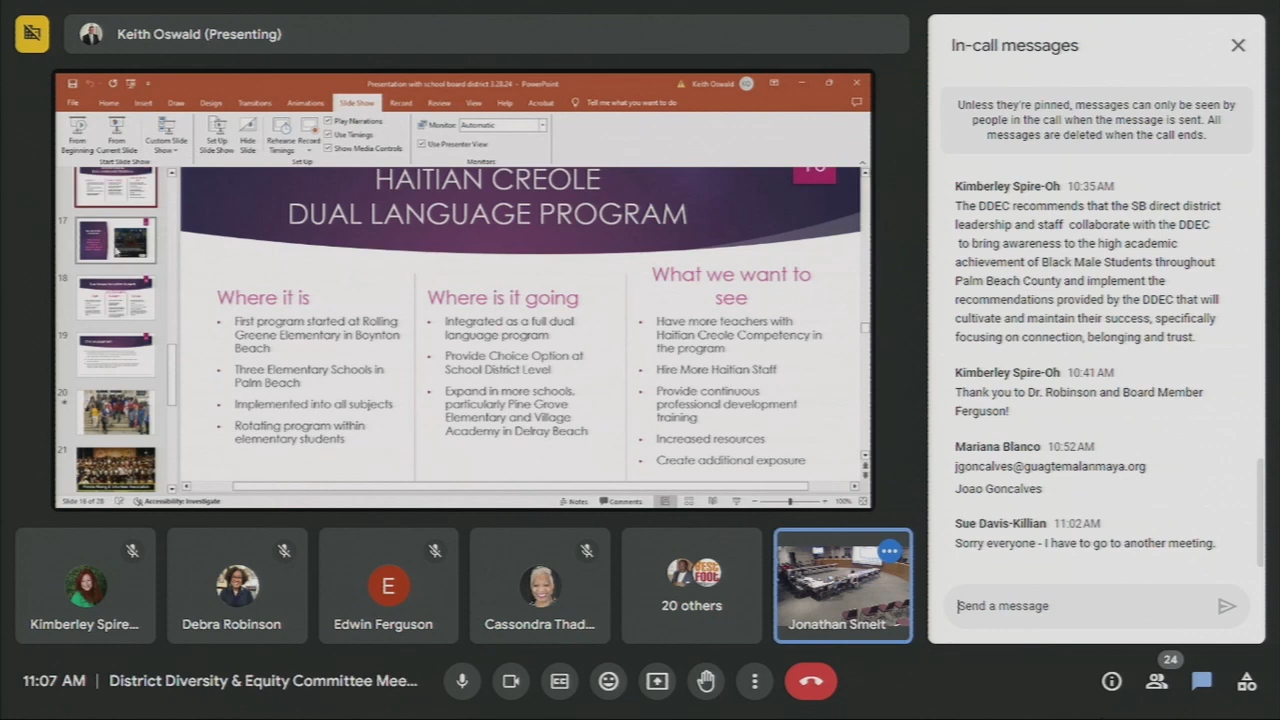 Keith Oswald (Presenting)
Presentation with school board district 3.28.24 - PowerPoint
Keith Oswald
File Home Insert Draw Design Transitions Animations Slide Show Record Review View Help Acrobat Tell me what you want to do
From Beginning
From Current Slide
Custom Slide Show
Set Up Slide Show
Hide Slide
Rehearse Timings
Record
Play Narrations
Use Timings
Show Media Controls
Monitor: Automatic
Use Presenter View
Start Slide Show
Set Up
Monitors
17
18
19
20
21
HAITIAN CREOLE
DUAL LANGUAGE PROGRAM
Where it is
• First program started at Rolling
Greene Elementary in Boynton
Beach
• Three Elementary Schools in
Palm Beach
• Implemented into all subjects
• Rotating program within
elementary students
Where is it going
• Integrated as a full dual
language program
• Provide Choice Option at
School District Level
• Expand in more schools,
particularly Pine Grove
Elementary and Village
Academy in Delray Beach
What we want to
see
• Have more teachers with
Haitian Creole Competency in
the program
• Hire More Haitian Staff
• Provide continuous
professional development
training
• Increased resources
• Create additional exposure
Slide 16 of 28
Accessibility: Investigate
Notes
Comments
100%
Kimberley Spire...
Debra Robinson
E
Edwin Ferguson
Cassondra Thad...
20 others
Jonathan Smelt
11:07 AM | District Diversity & Equity Committee Mee...
In-call messages
Unless they're pinned, messages can only be seen by
people in the call when the message is sent. All
messages are deleted when the call ends.
Kimberley Spire-Oh 10:35 AM
The DDEC recommends that the SB direct district
leadership and staff collaborate with the DDEC
to bring awareness to the high academic
achievement of Black Male Students throughout
Palm Beach County and implement the
recommendations provided by the DDEC that will
cultivate and maintain their success, specifically
focusing on connection, belonging and trust.
Kimberley Spire-Oh 10:41 AM
Thank you to Dr. Robinson and Board Member
Ferguson!
Mariana Blanco 10:52 AM
jgoncalves@guagtemalanmaya.org
Joao Goncalves
Sue Davis-Killian 11:02 AM
Sorry everyone - I have to go to another meeting.
Send a message
24